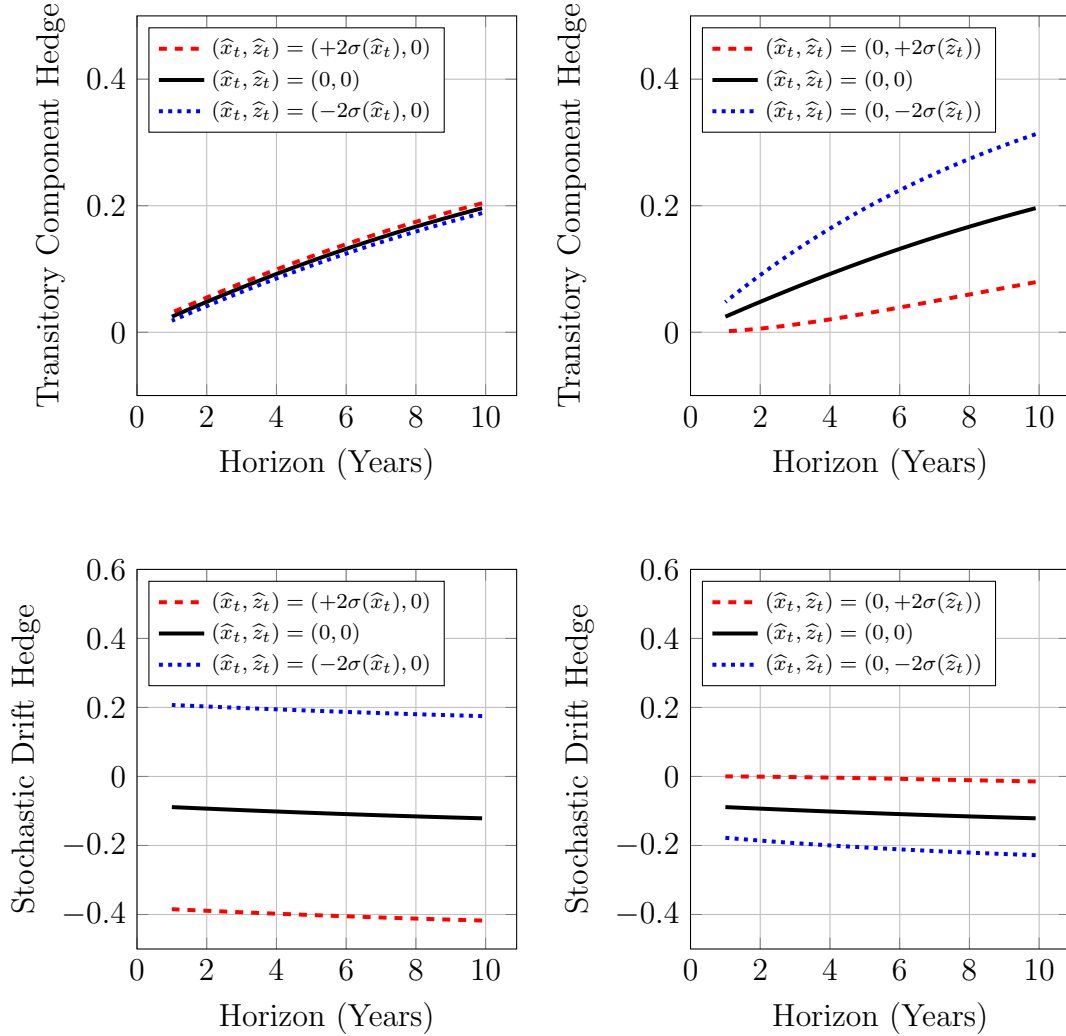 Transitory Component Hedge
0.4
0.2
0
(x̂_t, ẑ_t) = (+2σ(x̂_t), 0)
(x̂_t, ẑ_t) = (0, 0)
(x̂_t, ẑ_t) = (−2σ(x̂_t), 0)
0 2 4 6 8 10
Horizon (Years)
Transitory Component Hedge
0.4
0.2
0
(x̂_t, ẑ_t) = (0, +2σ(ẑ_t))
(x̂_t, ẑ_t) = (0, 0)
(x̂_t, ẑ_t) = (0, −2σ(ẑ_t))
0 2 4 6 8 10
Horizon (Years)
Stochastic Drift Hedge
0.6
0.4
0.2
0
−0.2
−0.4
(x̂_t, ẑ_t) = (+2σ(x̂_t), 0)
(x̂_t, ẑ_t) = (0, 0)
(x̂_t, ẑ_t) = (−2σ(x̂_t), 0)
0 2 4 6 8 10
Horizon (Years)
Stochastic Drift Hedge
0.6
0.4
0.2
0
−0.2
−0.4
(x̂_t, ẑ_t) = (0, +2σ(ẑ_t))
(x̂_t, ẑ_t) = (0, 0)
(x̂_t, ẑ_t) = (0, −2σ(ẑ_t))
0 2 4 6 8 10
Horizon (Years)